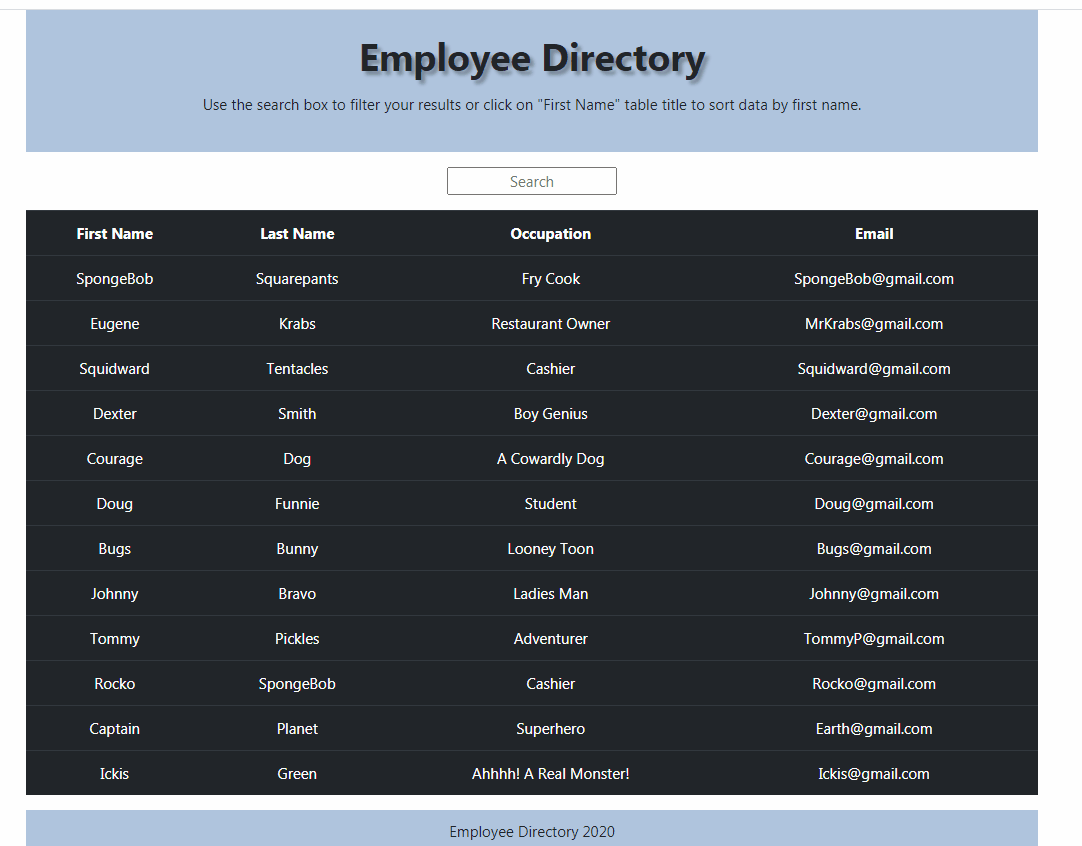 Employee Directory
Use the search box to filter your results or click on "First Name" table title to sort data by first name.
Search
First Name Last Name Occupation Email
SpongeBob Squarepants Fry Cook SpongeBob@gmail.com
Eugene Krabs Restaurant Owner MrKrabs@gmail.com
Squidward Tentacles Cashier Squidward@gmail.com
Dexter Smith Boy Genius Dexter@gmail.com
Courage Dog A Cowardly Dog Courage@gmail.com
Doug Funnie Student Doug@gmail.com
Bugs Bunny Looney Toon Bugs@gmail.com
Johnny Bravo Ladies Man Johnny@gmail.com
Tommy Pickles Adventurer TommyP@gmail.com
Rocko SpongeBob Cashier Rocko@gmail.com
Captain Planet Superhero Earth@gmail.com
Ickis Green Ahhhh! A Real Monster! Ickis@gmail.com
Employee Directory 2020